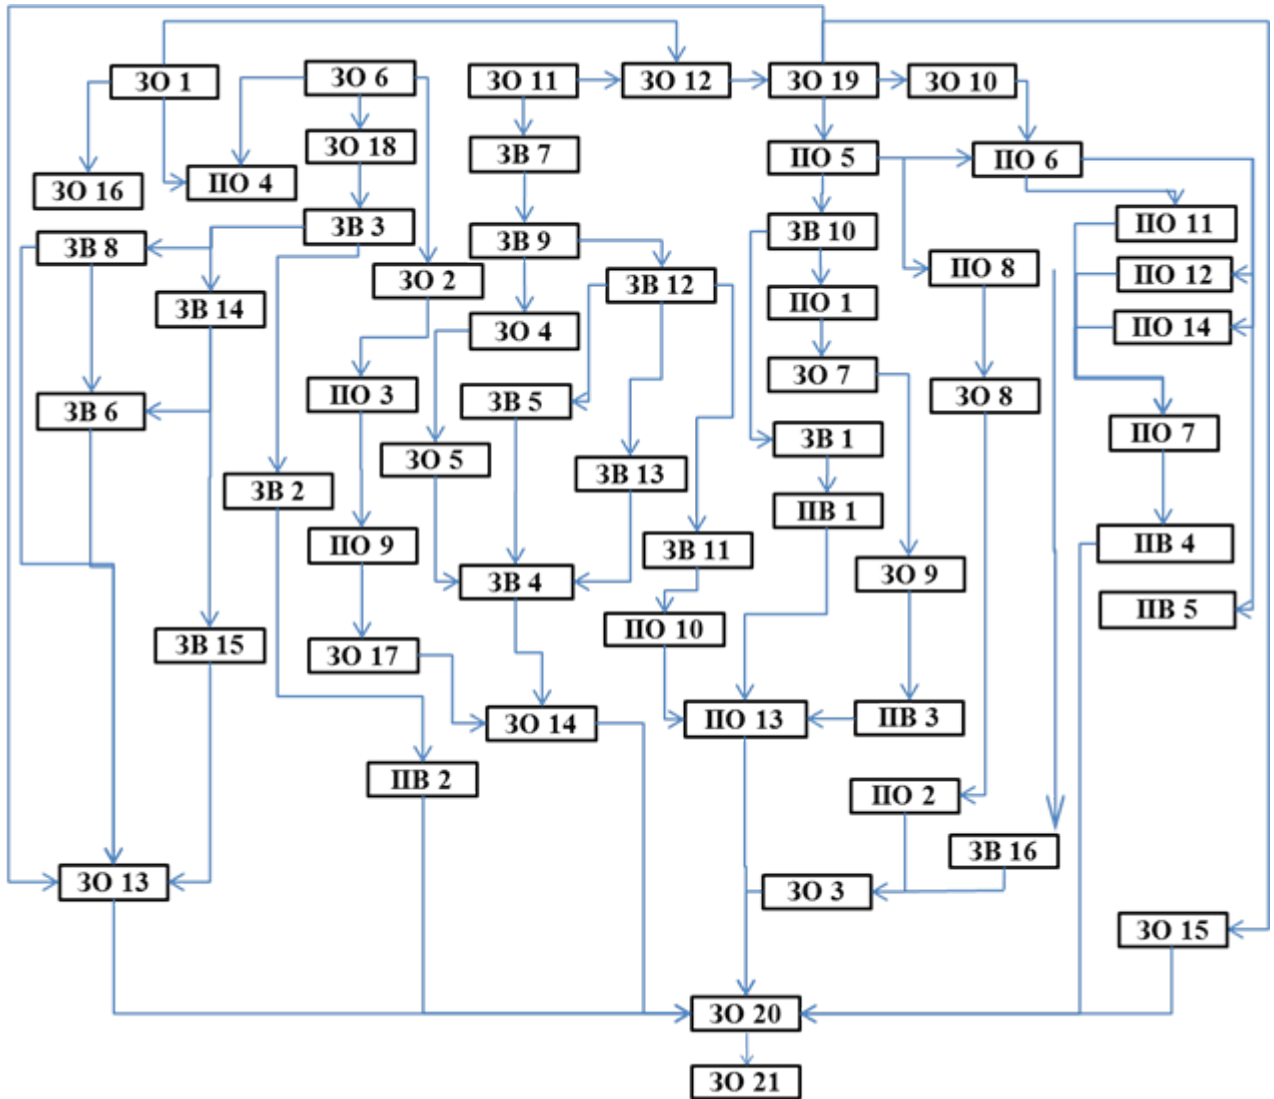 ЗО 1
ЗО 6
ЗО 11
ЗО 12
ЗО 19
ЗО 10
ЗО 16
ПО 4
ЗО 18
ЗВ 7
ПО 5
ПО 6
ЗВ 8
ЗВ 3
ЗВ 9
ЗВ 10
ПО 11
ЗВ 14
ЗО 2
ЗВ 12
ПО 8
ПО 12
ЗО 4
ПО 1
ПО 14
ЗВ 6
ПО 3
ЗВ 5
ЗО 7
ЗО 8
ЗО 5
ЗВ 13
ЗВ 1
ПО 7
ЗВ 2
ПВ 1
ПО 9
ЗВ 11
ПВ 4
ЗВ 4
ЗО 9
ПВ 5
ЗВ 15
ЗО 17
ПО 10
ЗО 14
ПО 13
ПВ 3
ПВ 2
ПО 2
ЗВ 16
ЗО 13
ЗО 3
ЗО 15
ЗО 20
ЗО 21